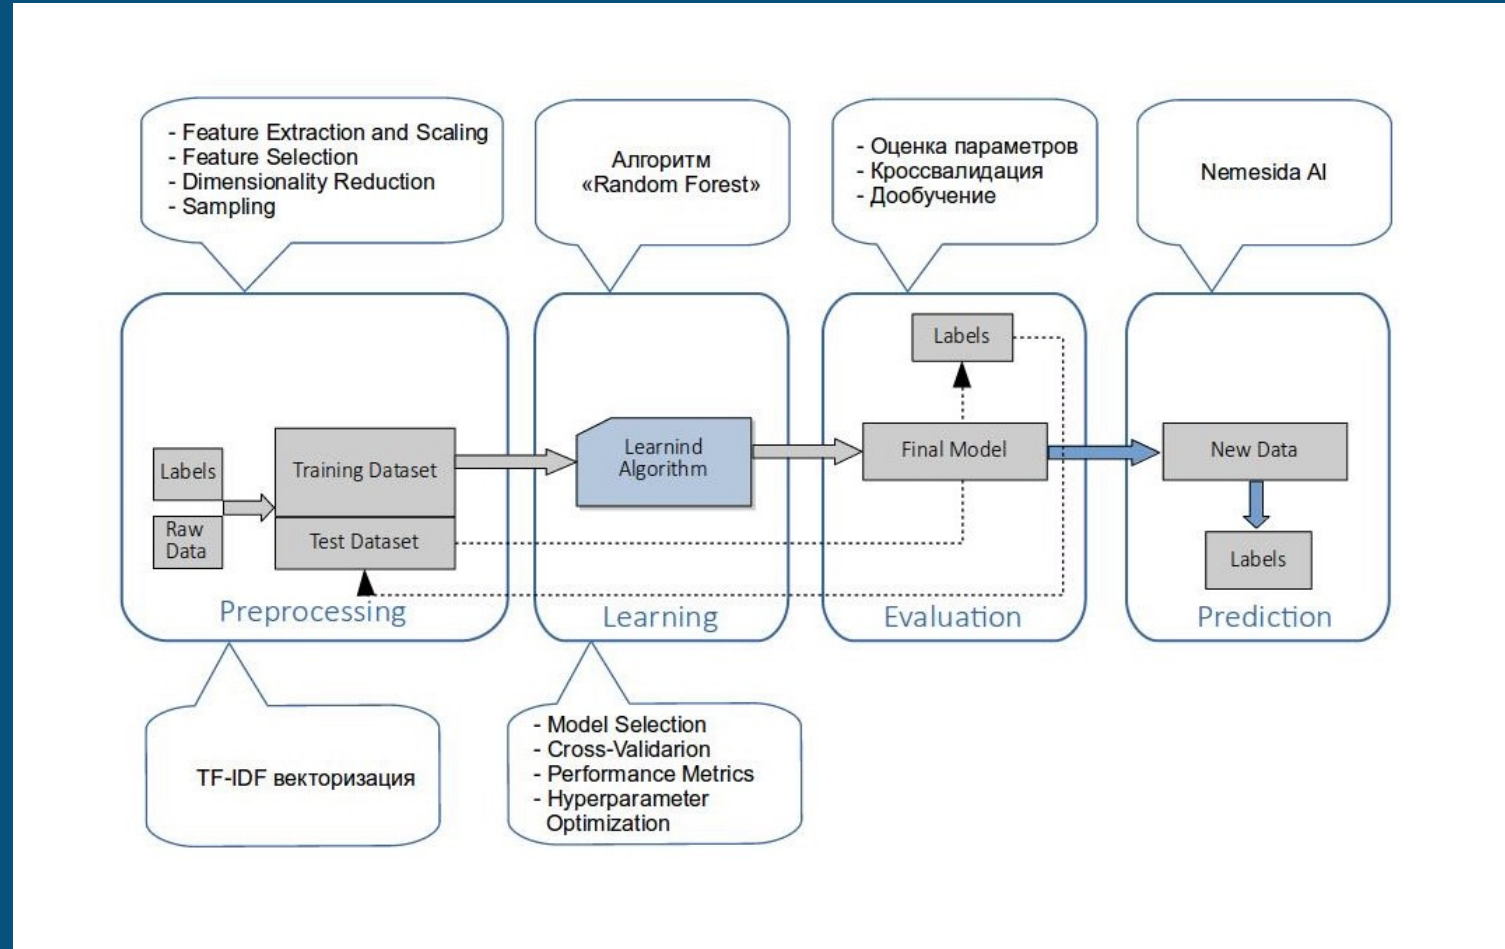 - Feature Extraction and Scaling
- Feature Selection
- Dimensionality Reduction
- Sampling
Алгоритм
«Random Forest»
- Оценка параметров
- Кроссвалидация
- Дообучение
Nemesida AI
Labels
Raw
Data
Training Dataset
Test Dataset
Preprocessing
Learnind
Algorithm
Learning
Labels
Final Model
Evaluation
New Data
Labels
Prediction
TF-IDF векторизация
- Model Selection
- Cross-Validarion
- Performance Metrics
- Hyperparameter
Optimization